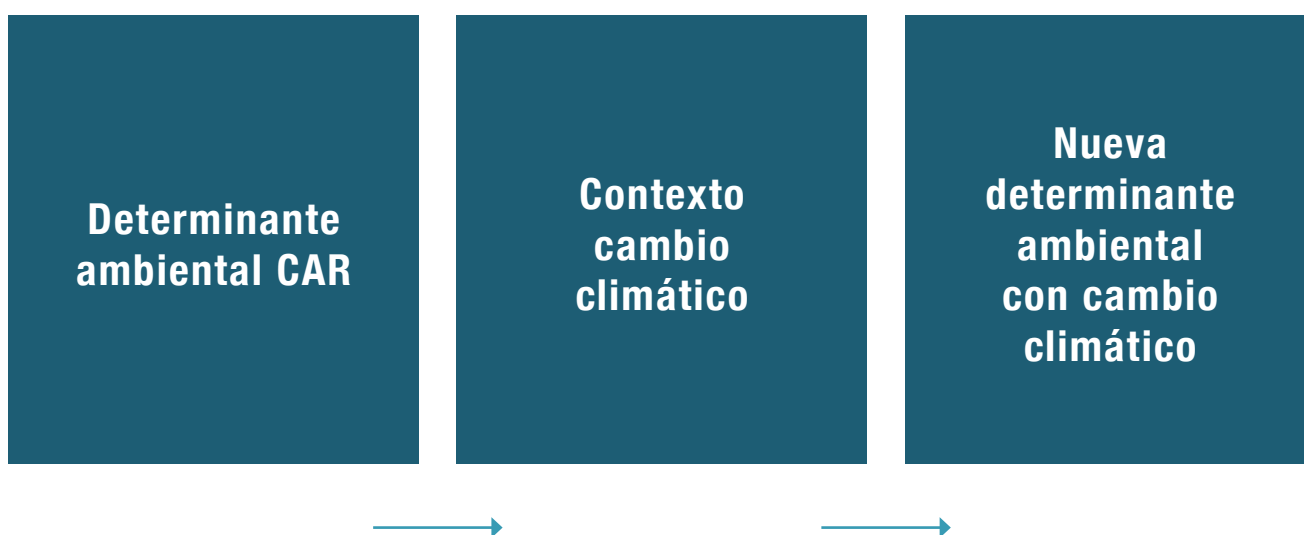 Determinante
ambiental CAR
Contexto
cambio
climático
Nueva
determinante
ambiental
con cambio
climático